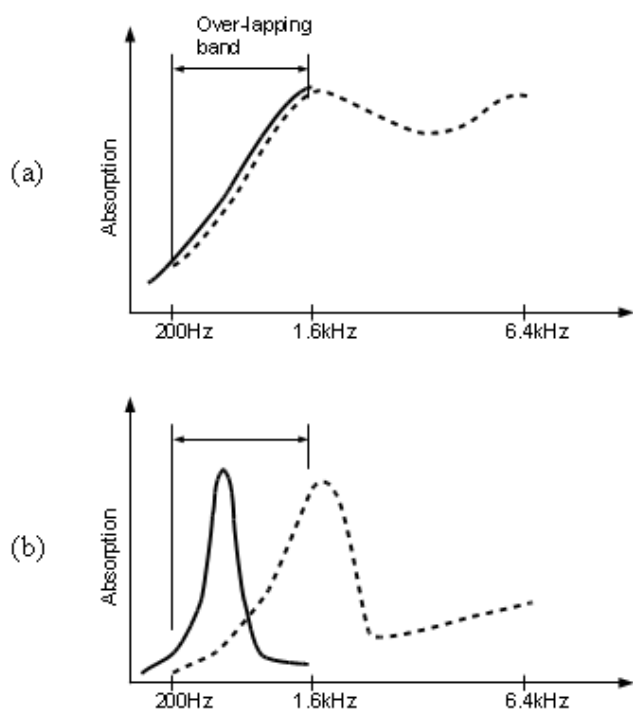 Over-lapping
band
(a)
Absorption
200Hz
1.6kHz
6.4kHz
(b)
Absorption
200Hz
1.6kHz
6.4kHz